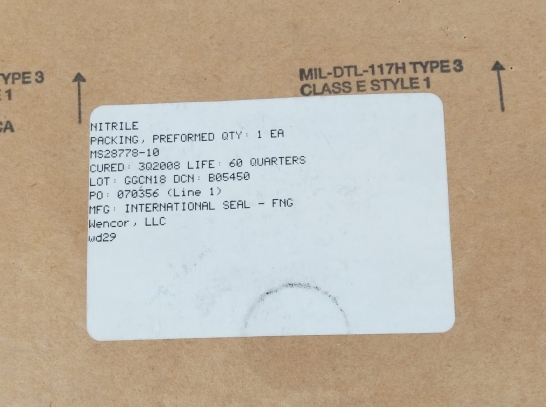 YPE 3
E 1
CA
MIL-DTL-117H TYPE 3
CLASS E STYLE 1
NITRILE
PACKING, PREFORMED QTY: 1 EA
MS28778-10
CURED: 3Q2008 LIFE: 60 QUARTERS
LOT: GGCN18 DCN: B05450
PO: 070356 (Line 1)
MFG: INTERNATIONAL SEAL - FNG
Wencor, LLC
wd29